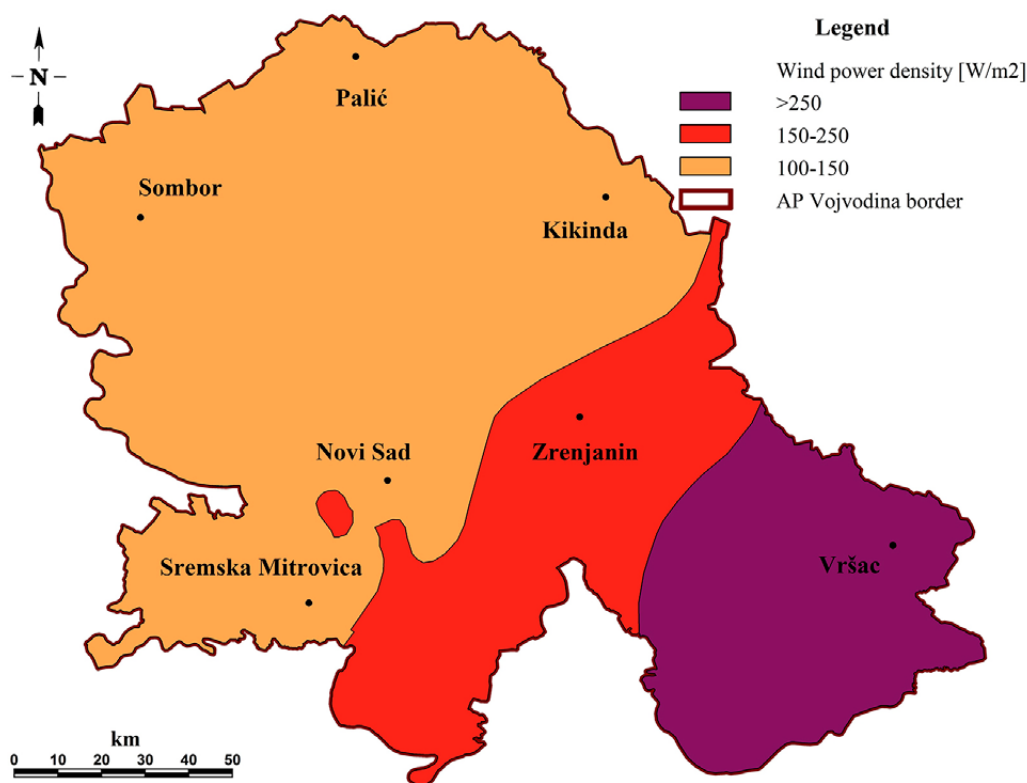 Legend
N
Wind power density [W/m2]
>250
150-250
100-150
AP Vojvodina border
Palić
Sombor
Kikinda
Novi Sad
Zrenjanin
Sremska Mitrovica
Vršac
km
0 10 20 30 40 50